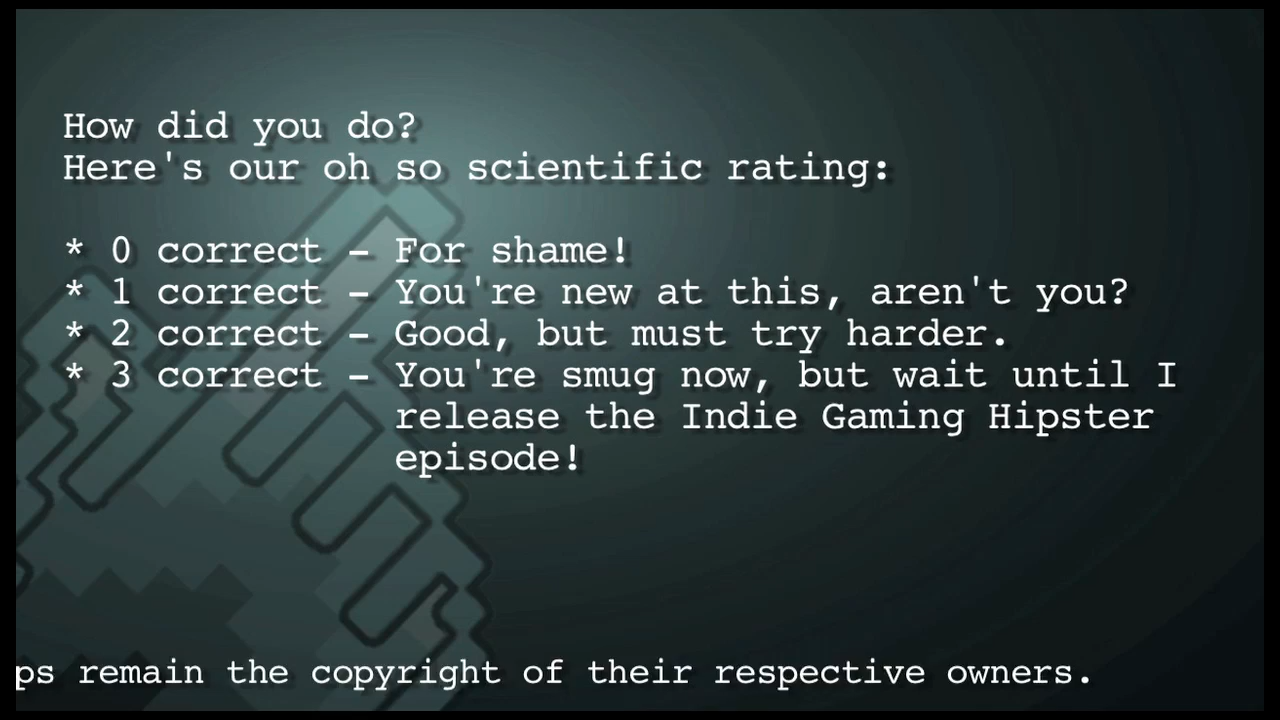 How did you do?
Here's our oh so scientific rating:
* 0 correct – For shame!
* 1 correct – You're new at this, aren't you?
* 2 correct – Good, but must try harder.
* 3 correct – You're smug now, but wait until I
release the Indie Gaming Hipster
episode!
ps remain the copyright of their respective owners.